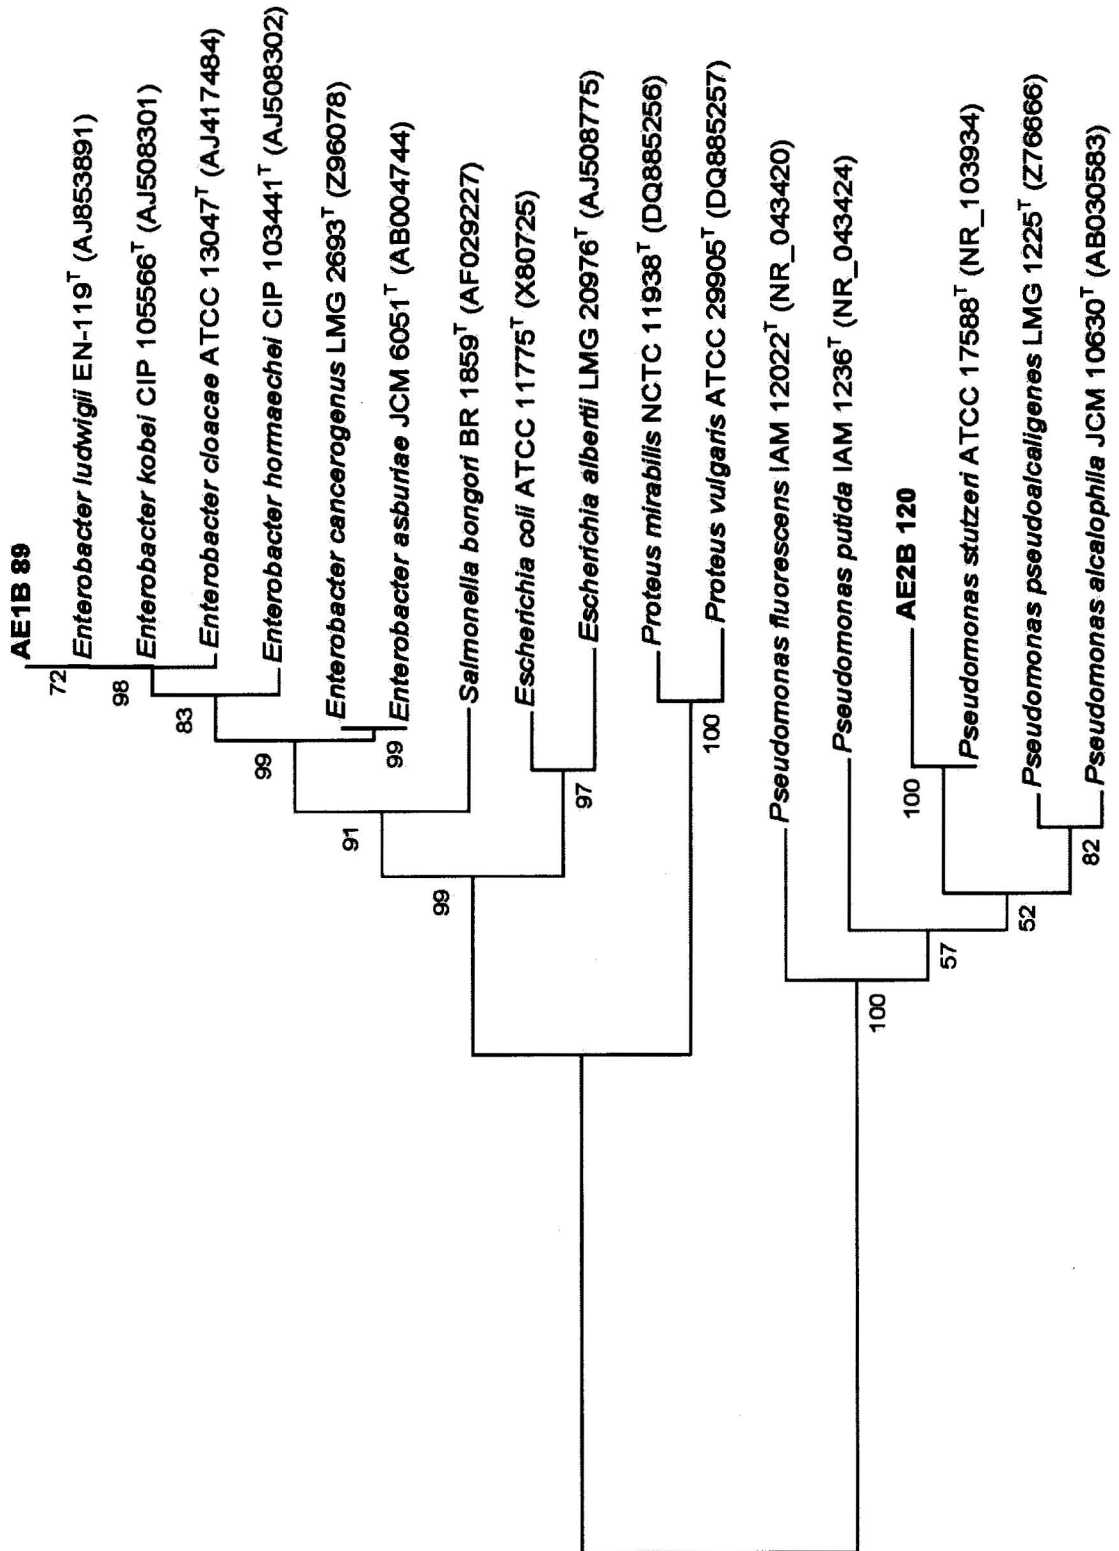 AE1B 89
Enterobacter ludwigii EN-119ᵀ (AJ853891)
Enterobacter kobei CIP 105566ᵀ (AJ508301)
Enterobacter cloacae ATCC 13047ᵀ (AJ417484)
Enterobacter hormaechei CIP 103441ᵀ (AJ508302)
Enterobacter cancerogenus LMG 2693ᵀ (Z96078)
Enterobacter asburiae JCM 6051ᵀ (AB004744)
Salmonella bongori BR 1859ᵀ (AF029227)
Escherichia coli ATCC 11775ᵀ (X80725)
Escherichia albertii LMG 20976ᵀ (AJ508775)
Proteus mirabilis NCTC 11938ᵀ (DQ885256)
Proteus vulgaris ATCC 29905ᵀ (DQ885257)
Pseudomonas fluorescens IAM 12022ᵀ (NR_043420)
Pseudomonas putida IAM 1236ᵀ (NR_043424)
AE2B 120
Pseudomonas stutzeri ATCC 17588ᵀ (NR_103934)
Pseudomonas pseudoalcaligenes LMG 1225ᵀ (Z76666)
Pseudomonas alcalophila JCM 10630ᵀ (AB030583)
72
98
83
99
99
91
99
97
100
100
57
52
100
82